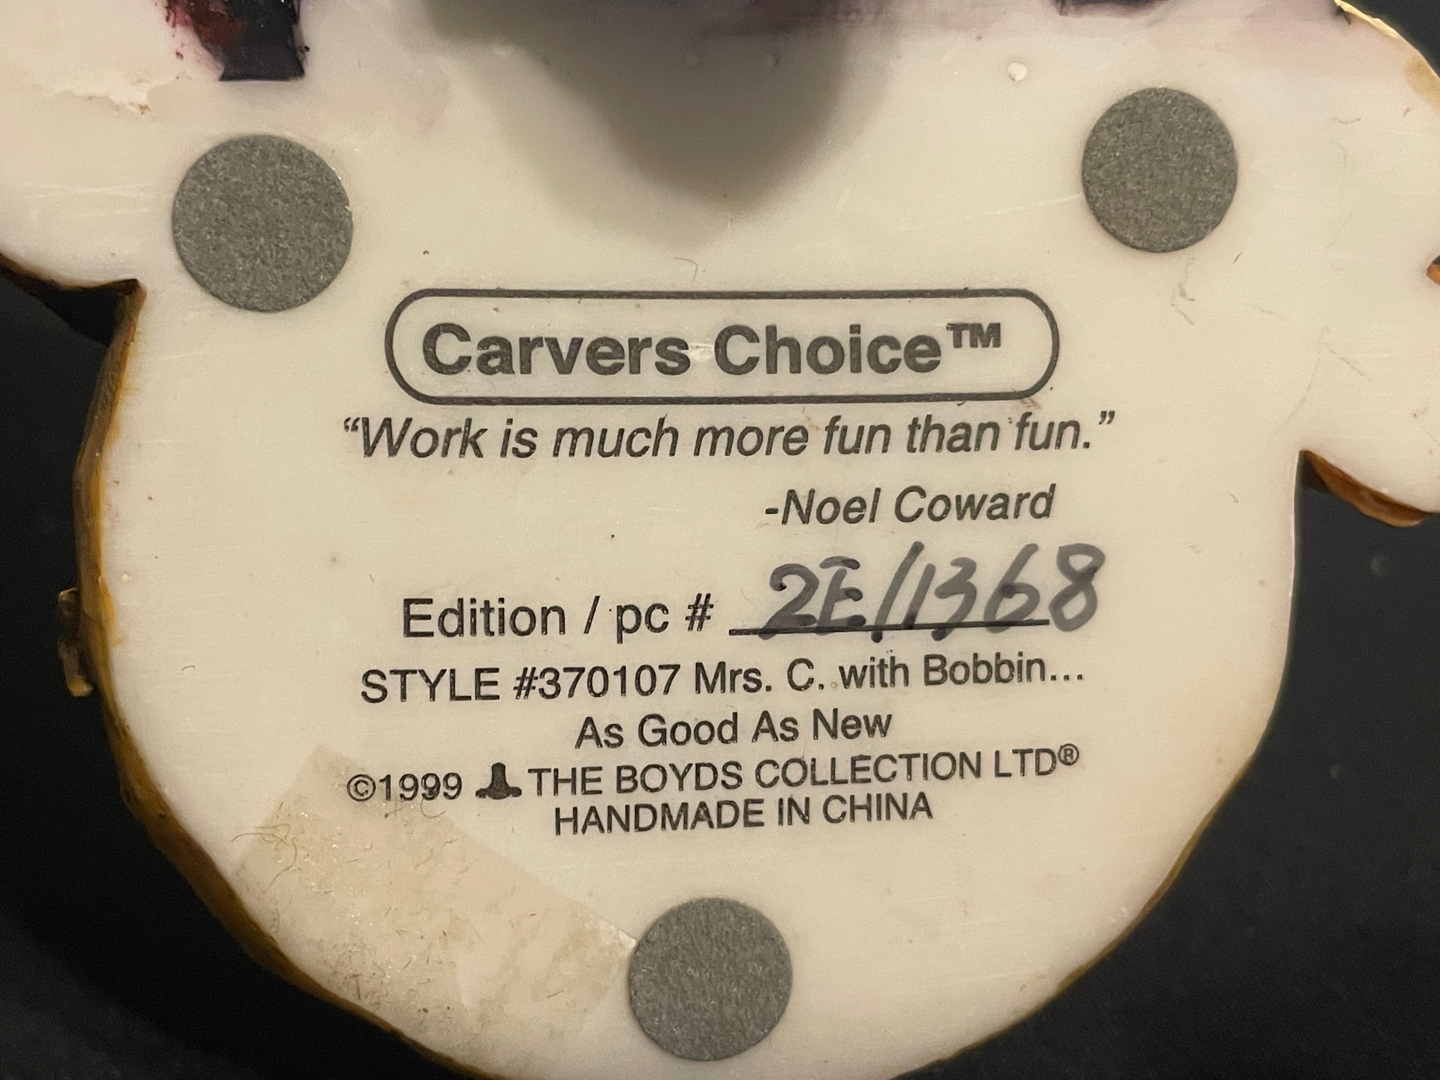 Carvers Choice™
“Work is much more fun than fun.”
-Noel Coward
Edition / pc # 2E/1368
STYLE #370107 Mrs. C. with Bobbin...
As Good As New
©1999 THE BOYDS COLLECTION LTD®
HANDMADE IN CHINA